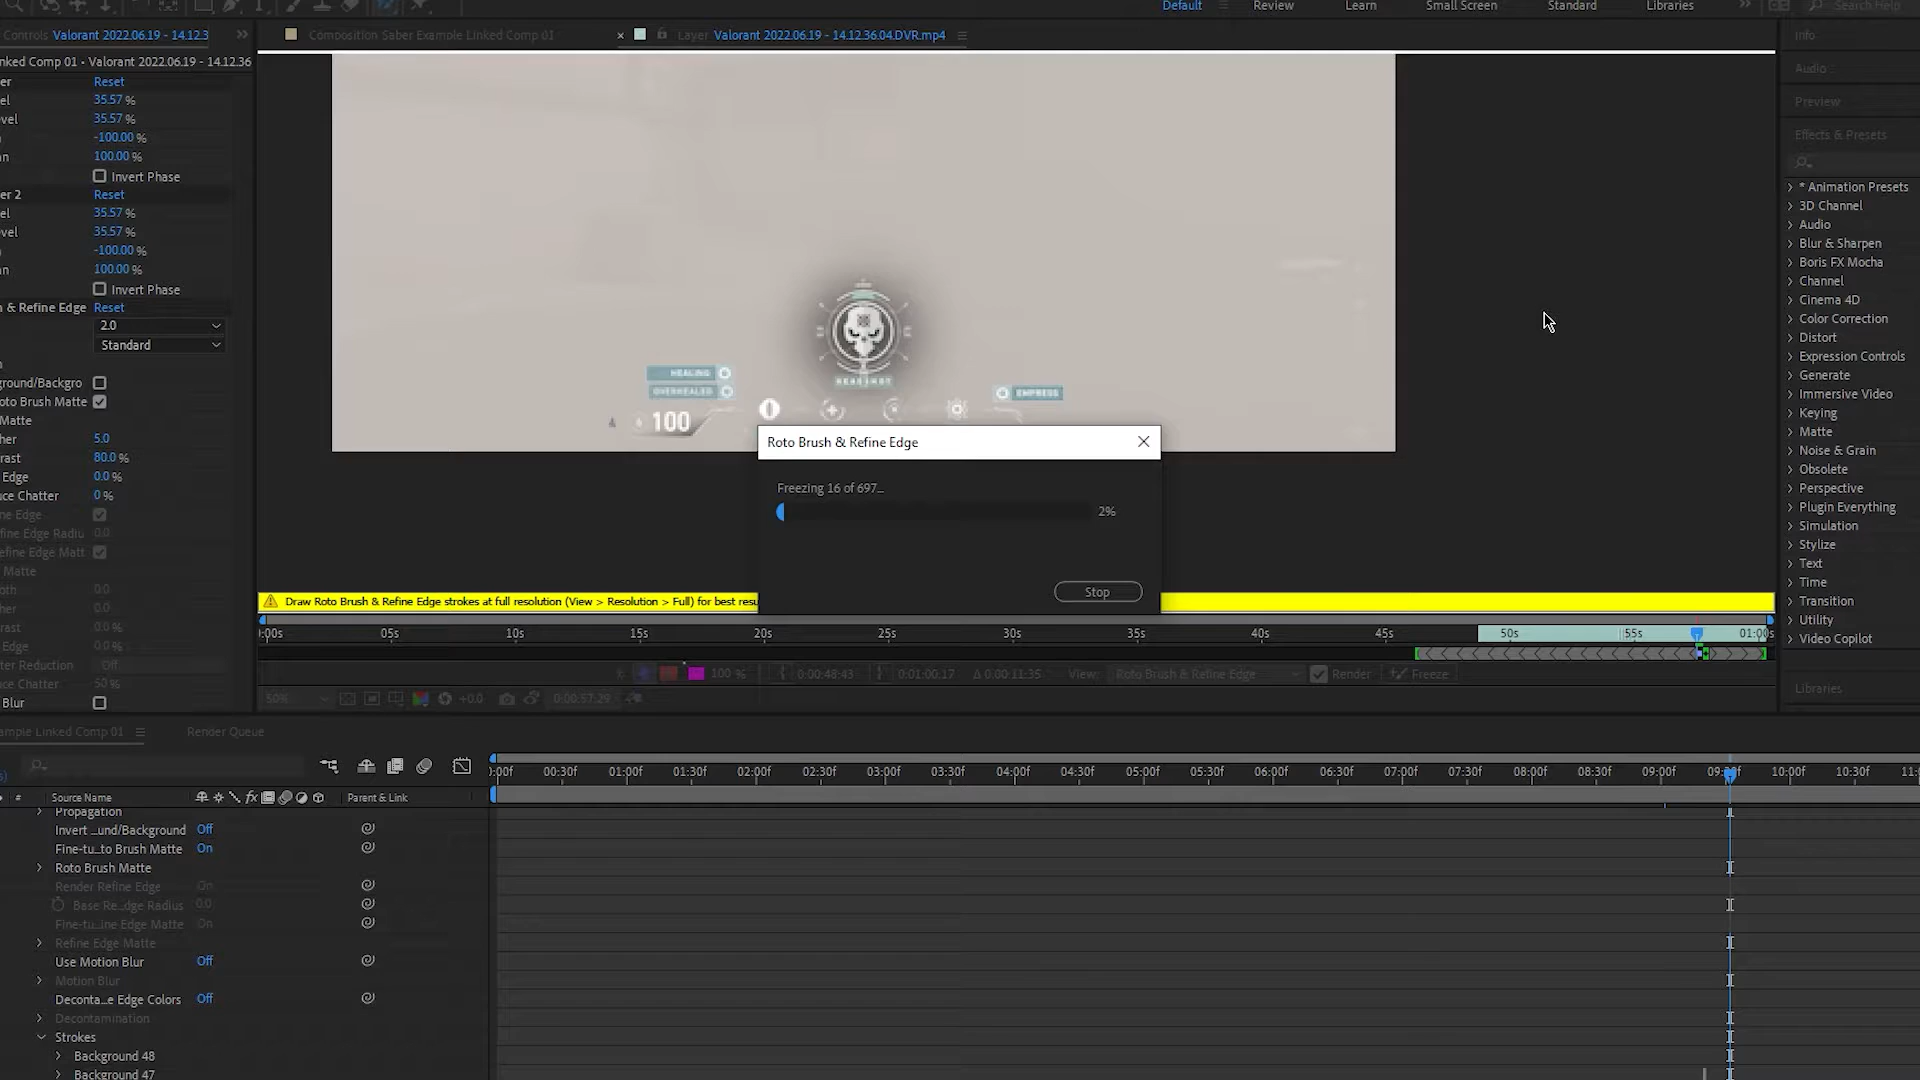 Default
Review
Learn
Small Screen
Standard
Libraries
Search Help
Controls Valorant 2022.06.19 - 14.12.3
Composition Saber Example Linked Comp 01
Layer Valorant 2022.06.19 - 14.12.36.04.DVR.mp4
Info
nked Comp 01 • Valorant 2022.06.19 - 14.12.36
Audio
Preview
Effects & Presets
er Reset
el 35.57 %
vel 35.57 %
-100.00 %
n 100.00 %
Invert Phase
er 2 Reset
el 35.57 %
vel 35.57 %
-100.00 %
n 100.00 %
Invert Phase
h & Refine Edge Reset
2.0
Standard
n
round/Backgro
oto Brush Matte
Matte
her 5.0
rast 80.0 %
Edge 0.0 %
uce Chatter 0 %
ne Edge
fine Edge Radiu 0.0
efine Edge Matt
Matte
oth 0.0
her 0.0
rast 0.0 %
Edge 0.0 %
ter Reduction Off
ce Chatter 50 %
Blur
HEALING
OVERHEALED
HEADSHOT
EMPRESS
100
Roto Brush & Refine Edge
Freezing 16 of 697...
2%
Stop
Draw Roto Brush & Refine Edge strokes at full resolution (View > Resolution > Full) for best resu
):00s 05s 10s 15s 20s 25s 30s 35s 40s 45s 50s 55s 01:00s
100 % 0:00:48:43 0:01:00:17 Δ 0:00:11:35 View: Roto Brush & Refine Edge Render Freeze
50% +0.0 0:00:57:29
* Animation Presets
3D Channel
Audio
Blur & Sharpen
Boris FX Mocha
Channel
Cinema 4D
Color Correction
Distort
Expression Controls
Generate
Immersive Video
Keying
Matte
Noise & Grain
Obsolete
Perspective
Plugin Everything
Simulation
Stylize
Text
Time
Transition
Utility
Video Copilot
Libraries
ample Linked Comp 01
Render Queue
):00f 00:30f 01:00f 01:30f 02:00f 02:30f 03:00f 03:30f 04:00f 04:30f 05:00f 05:30f 06:00f 06:30f 07:00f 07:30f 08:00f 08:30f 09:00f 09:30f 10:00f 10:30f 11:0
# Source Name fx Parent & Link
Propagation
Invert ...und/Background Off
Fine-tu...to Brush Matte On
Roto Brush Matte
Render Refine Edge On
Base Re...dge Radius 0.0
Fine-tu...ine Edge Matte On
Refine Edge Matte
Use Motion Blur Off
Motion Blur
Deconta...e Edge Colors Off
Decontamination
Strokes
Background 48
Background 47